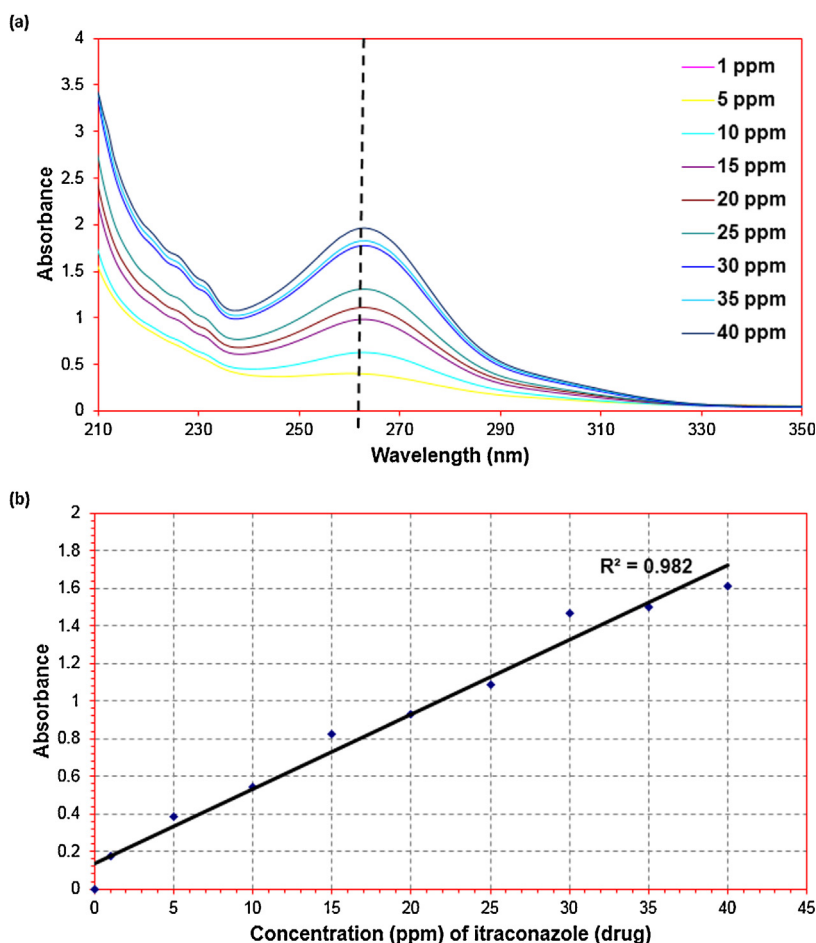 (a)
4
3.5
3
2.5
2
1.5
1
0.5
0
Absorbance
1 ppm
5 ppm
10 ppm
15 ppm
20 ppm
25 ppm
30 ppm
35 ppm
40 ppm
210 230 250 270 290 310 330 350
Wavelength (nm)
(b)
2
1.8
1.6
1.4
1.2
1
0.8
0.6
0.4
0.2
0
Absorbance
R² = 0.982
0 5 10 15 20 25 30 35 40 45
Concentration (ppm) of itraconazole (drug)